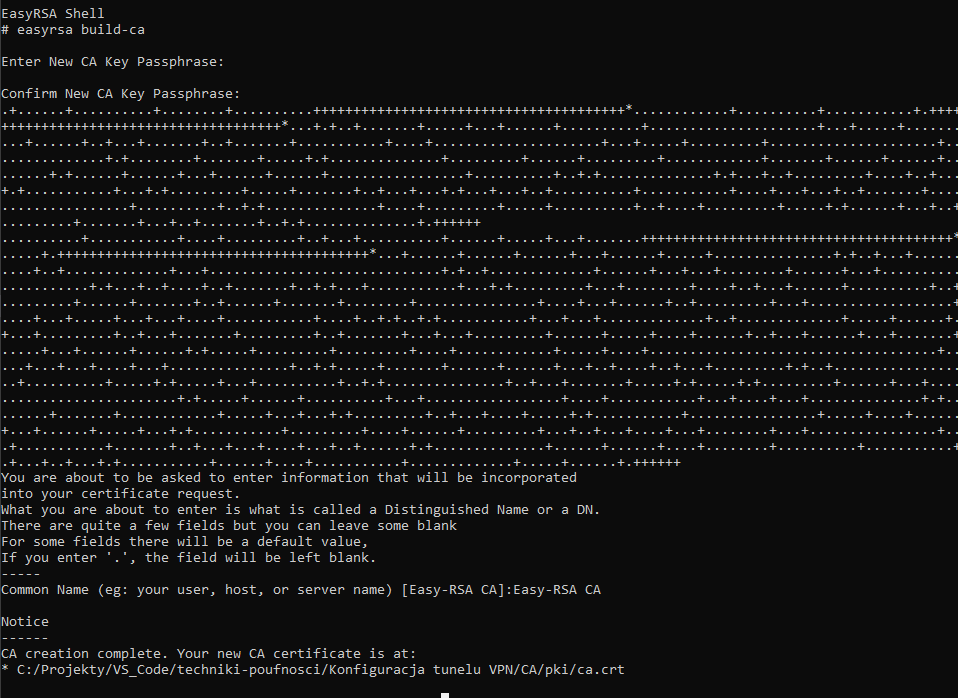 EasyRSA Shell
# easyrsa build-ca
Enter New CA Key Passphrase:
Confirm New CA Key Passphrase:
You are about to be asked to enter information that will be incorporated
into your certificate request.
What you are about to enter is what is called a Distinguished Name or a DN.
There are quite a few fields but you can leave some blank
For some fields there will be a default value,
If you enter '.', the field will be left blank.
-----
Common Name (eg: your user, host, or server name) [Easy-RSA CA]:Easy-RSA CA
Notice
------
CA creation complete. Your new CA certificate is at:
* C:/Projekty/VS_Code/techniki-poufnosci/Konfiguracja tunelu VPN/CA/pki/ca.crt